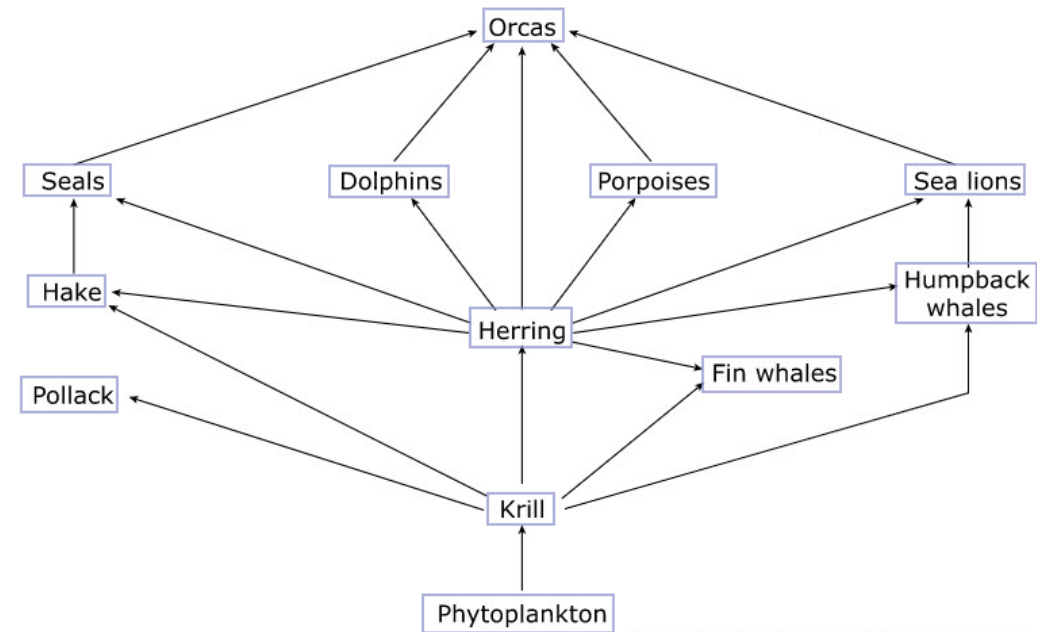 Orcas
Seals
Dolphins
Porpoises
Sea lions
Hake
Humpback
whales
Herring
Fin whales
Pollack
Krill
Phytoplankton